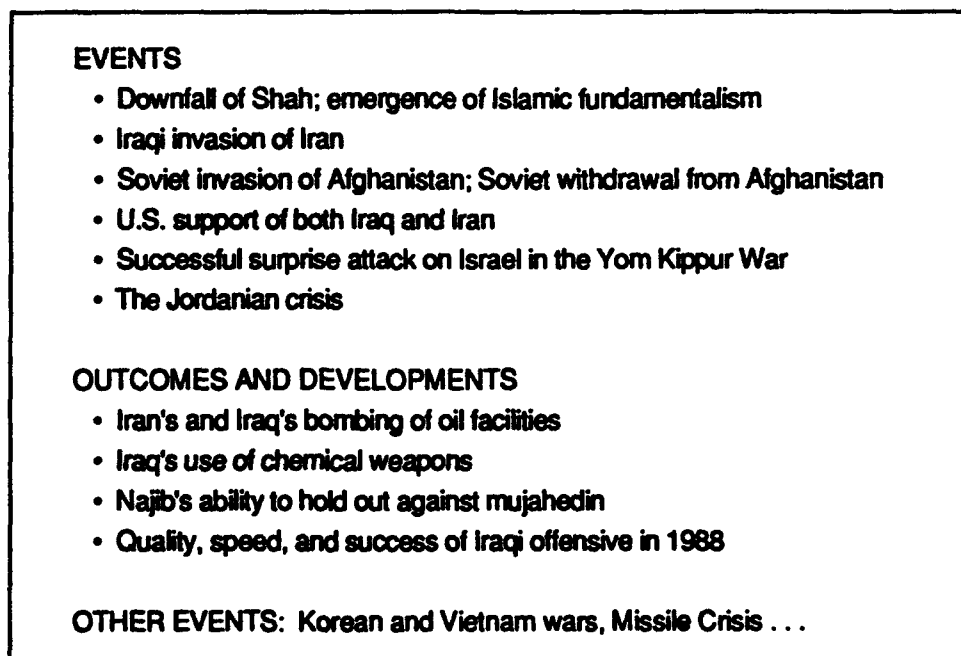 EVENTS
• Downfall of Shah; emergence of Islamic fundamentalism
• Iraqi invasion of Iran
• Soviet invasion of Afghanistan; Soviet withdrawal from Afghanistan
• U.S. support of both Iraq and Iran
• Successful surprise attack on Israel in the Yom Kippur War
• The Jordanian crisis
OUTCOMES AND DEVELOPMENTS
• Iran's and Iraq's bombing of oil facilities
• Iraq's use of chemical weapons
• Najib's ability to hold out against mujahedin
• Quality, speed, and success of Iraqi offensive in 1988
OTHER EVENTS: Korean and Vietnam wars, Missile Crisis . . .